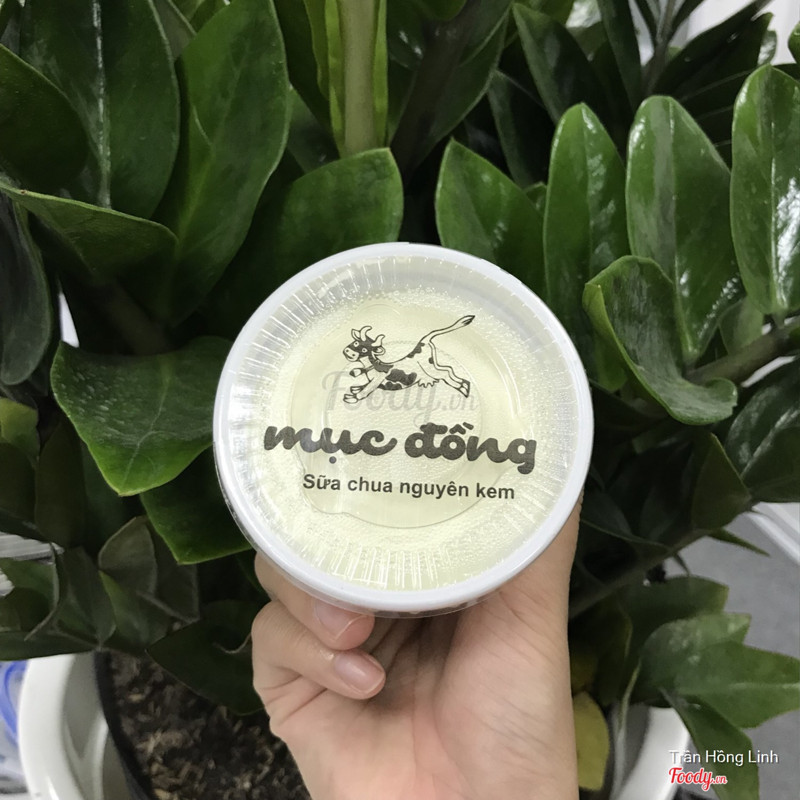 Foody.vn
mục đồng
Sữa chua nguyên kem
Trần Hồng Linh
Foody.vn